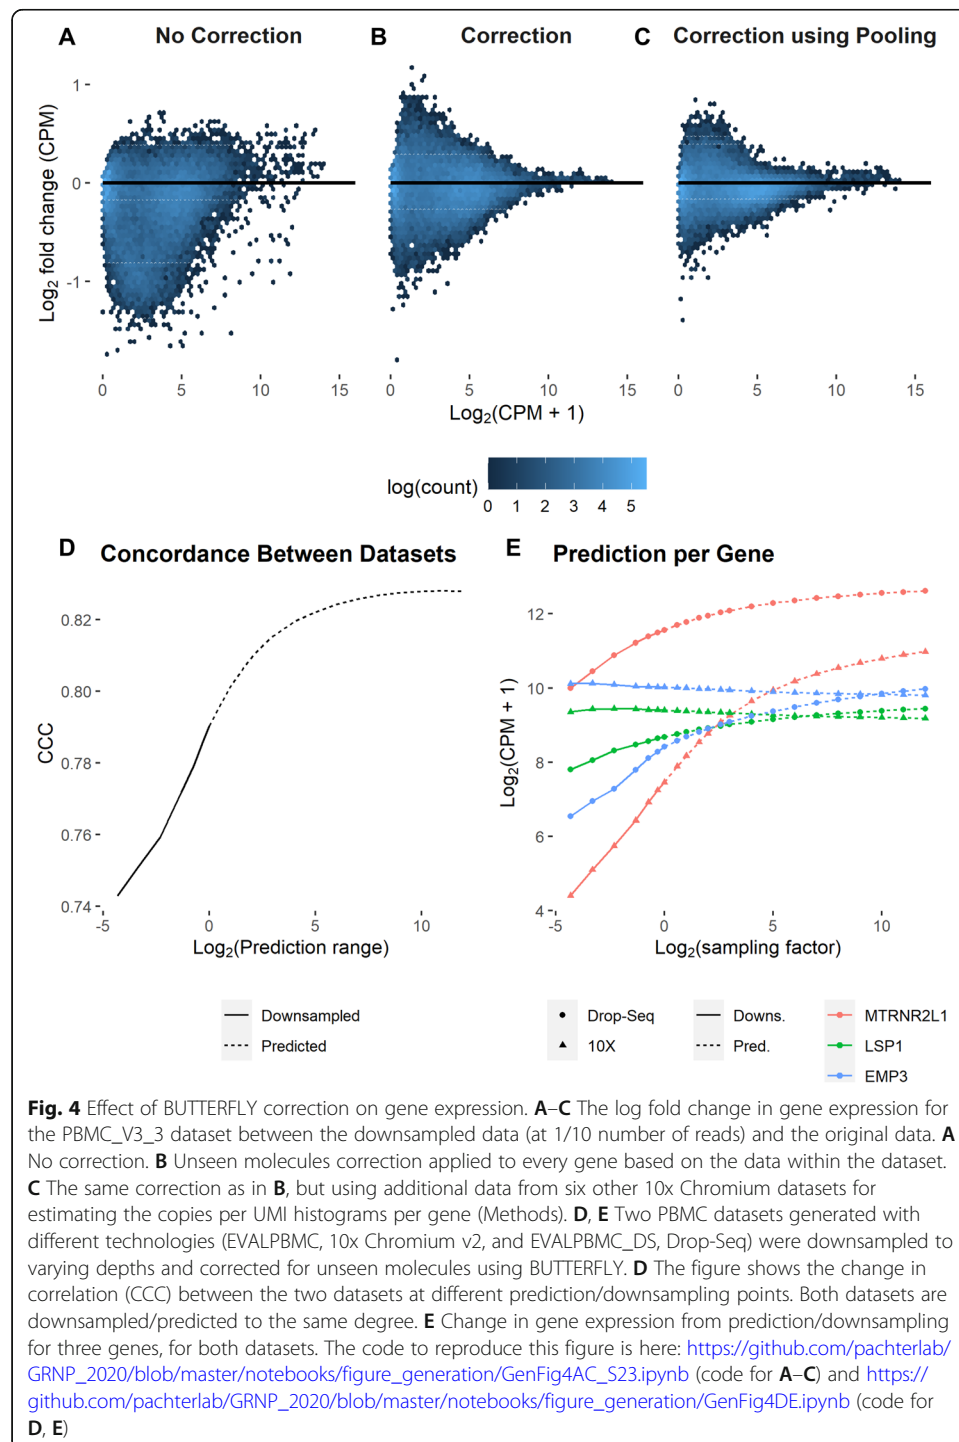 A No Correction
B Correction
C Correction using Pooling
Log2 fold change (CPM)
1
0
-1
0 5 10 15
0 5 10 15
0 5 10 15
Log2(CPM + 1)
log(count)
0 1 2 3 4 5
D Concordance Between Datasets
CCC
0.82
0.80
0.78
0.76
0.74
-5 0 5 10
Log2(Prediction range)
Downsampled
Predicted
E Prediction per Gene
Log2(CPM + 1)
12
10
8
6
4
-5 0 5 10
Log2(sampling factor)
Drop-Seq
10X
Downs.
Pred.
MTRNR2L1
LSP1
EMP3
Fig. 4 Effect of BUTTERFLY correction on gene expression. A–C The log fold change in gene expression for
the PBMC_V3_3 dataset between the downsampled data (at 1/10 number of reads) and the original data. A
No correction. B Unseen molecules correction applied to every gene based on the data within the dataset.
C The same correction as in B, but using additional data from six other 10x Chromium datasets for
estimating the copies per UMI histograms per gene (Methods). D, E Two PBMC datasets generated with
different technologies (EVALPBMC, 10x Chromium v2, and EVALPBMC_DS, Drop-Seq) were downsampled to
varying depths and corrected for unseen molecules using BUTTERFLY. D The figure shows the change in
correlation (CCC) between the two datasets at different prediction/downsampling points. Both datasets are
downsampled/predicted to the same degree. E Change in gene expression from prediction/downsampling
for three genes, for both datasets. The code to reproduce this figure is here: https://github.com/pachterlab/
GRNP_2020/blob/master/notebooks/figure_generation/GenFig4AC_S23.ipynb (code for A–C) and https://
github.com/pachterlab/GRNP_2020/blob/master/notebooks/figure_generation/GenFig4DE.ipynb (code for
D, E)